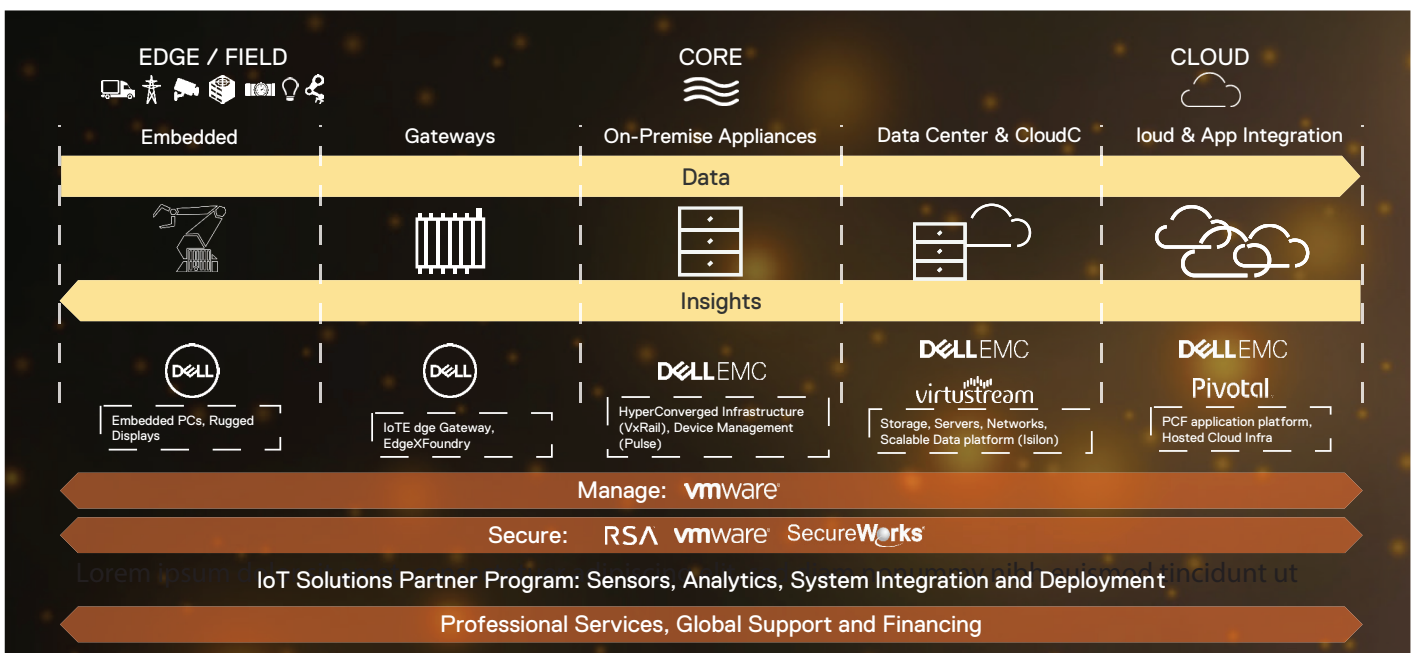 EDGE / FIELD
CORE
CLOUD
Embedded
Gateways
On-Premise Appliances
Data Center & CloudC
loud & App Integration
Data
Insights
DELL
DELL
DELLEMC
DELLEMC
virtustream
DELLEMC
Pivotal
Embedded PCs, Rugged
Displays
IoTE dge Gateway,
EdgeXFoundry
HyperConverged Infrastructure
(VxRail), Device Management
(Pulse)
Storage, Servers, Networks,
Scalable Data platform (Isilon)
PCF application platform,
Hosted Cloud Infra
Manage: vmware
Secure: RSA vmware SecureWorks
Lorem ipsum nonummy nibh euismod tincidunt ut
IoT Solutions Partner Program: Sensors, Analytics, System Integration and Deployment
Professional Services, Global Support and Financing